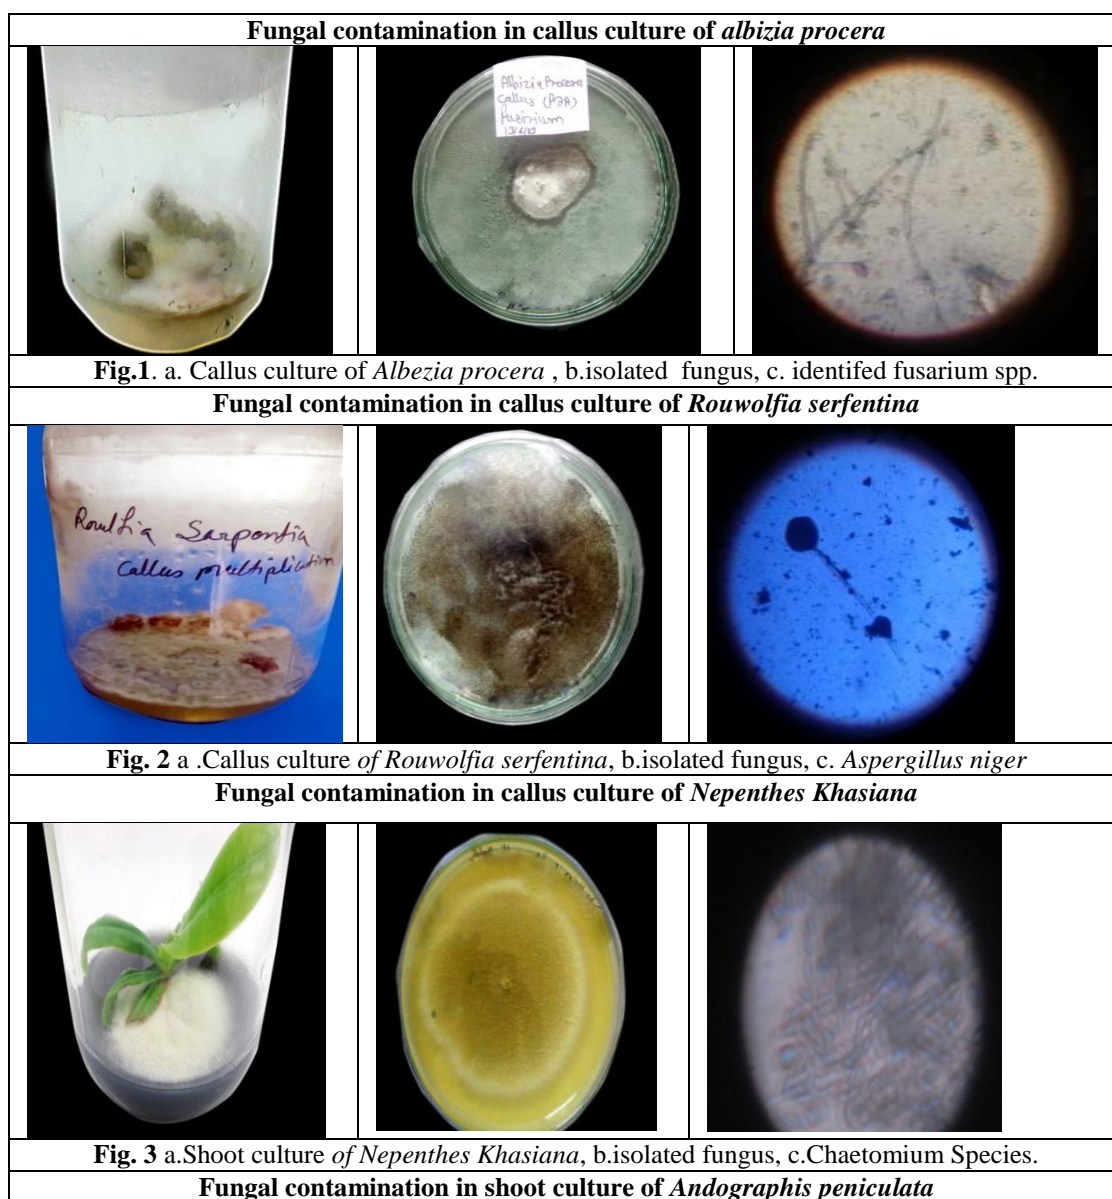 Fungal contamination in callus culture of albizia procera
Albizia Procera
Callus (PDA)
fuzirium
Fig.1. a. Callus culture of Albezia procera , b.isolated fungus, c. identifed fusarium spp.
Fungal contamination in callus culture of Rouwolfia serfentina
Roulfia Sarpontia
Callus multiplication
Fig. 2 a .Callus culture of Rouwolfia serfentina, b.isolated fungus, c. Aspergillus niger
Fungal contamination in callus culture of Nepenthes Khasiana
Fig. 3 a.Shoot culture of Nepenthes Khasiana, b.isolated fungus, c.Chaetomium Species.
Fungal contamination in shoot culture of Andographis peniculata